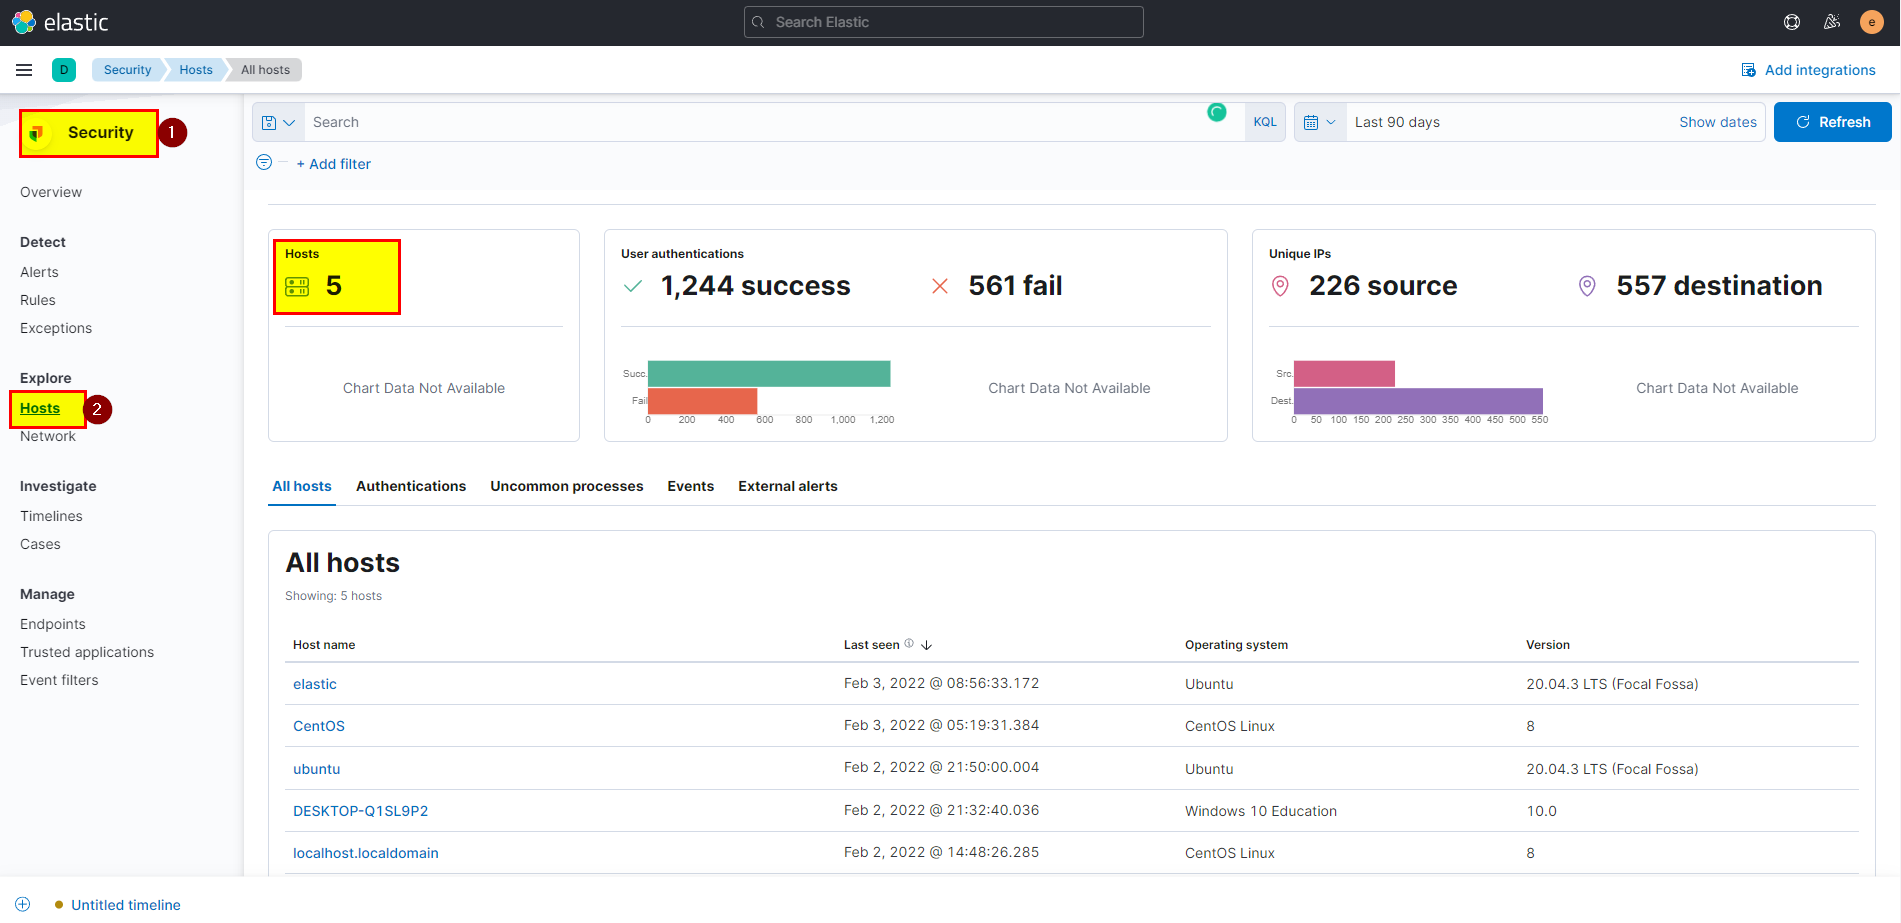 elastic
Search Elastic
e
D
Security
Hosts
All hosts
Add integrations
Security
1
Overview
Detect
Alerts
Rules
Exceptions
Explore
Hosts
2
Network
Investigate
Timelines
Cases
Manage
Endpoints
Trusted applications
Event filters
Search
KQL
Last 90 days
Show dates
Refresh
+ Add filter
Hosts
5
Chart Data Not Available
User authentications
1,244 success
561 fail
Succ.
Fail
0 200 400 600 800 1,000 1,200
Chart Data Not Available
Unique IPs
226 source
557 destination
Src.
Dest.
0 50 100 150 200 250 300 350 400 450 500 550
Chart Data Not Available
All hosts Authentications Uncommon processes Events External alerts
All hosts
Showing: 5 hosts
Host name Last seen Operating system Version
elastic Feb 3, 2022 @ 08:56:33.172 Ubuntu 20.04.3 LTS (Focal Fossa)
CentOS Feb 3, 2022 @ 05:19:31.384 CentOS Linux 8
ubuntu Feb 2, 2022 @ 21:50:00.004 Ubuntu 20.04.3 LTS (Focal Fossa)
DESKTOP-Q1SL9P2 Feb 2, 2022 @ 21:32:40.036 Windows 10 Education 10.0
localhost.localdomain Feb 2, 2022 @ 14:48:26.285 CentOS Linux 8
Untitled timeline